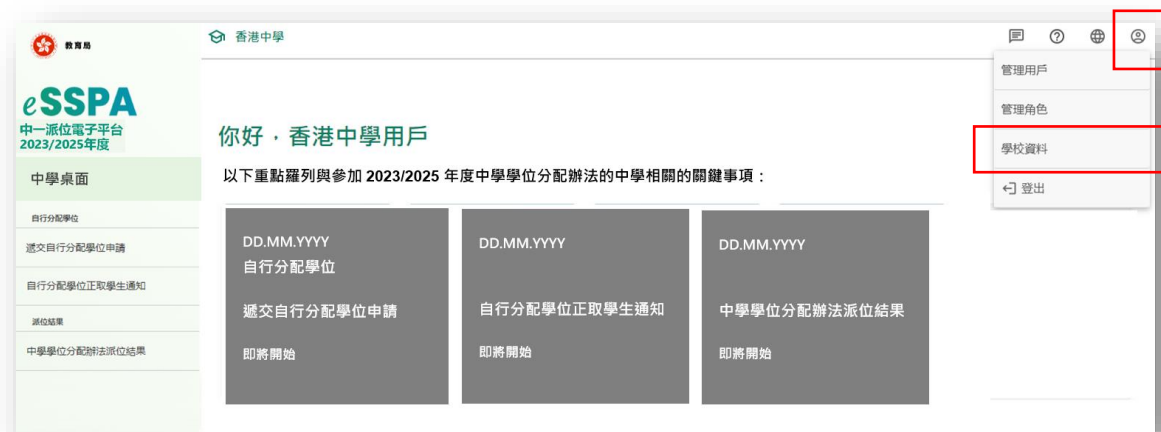 教育局
香港中學
eSSPA
中一派位電子平台
2023/2025年度
中學桌面
自行分配學位
遞交自行分配學位申請
自行分配學位正取學生通知
派位結果
中學學位分配辦法派位結果
你好，香港中學用戶
以下重點羅列與參加 2023/2025 年度中學學位分配辦法的中學相關的關鍵事項：
DD.MM.YYYY
自行分配學位
遞交自行分配學位申請
即將開始
DD.MM.YYYY
自行分配學位正取學生通知
即將開始
DD.MM.YYYY
中學學位分配辦法派位結果
即將開始
管理用戶
管理角色
學校資料
登出